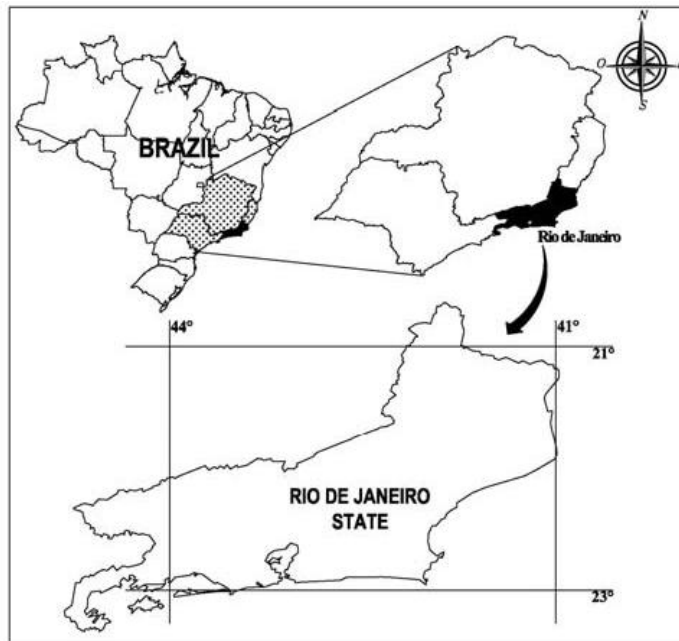 N
O
S
BRAZIL
Rio de Janeiro
44°
41°
21°
RIO DE JANEIRO
STATE
23°